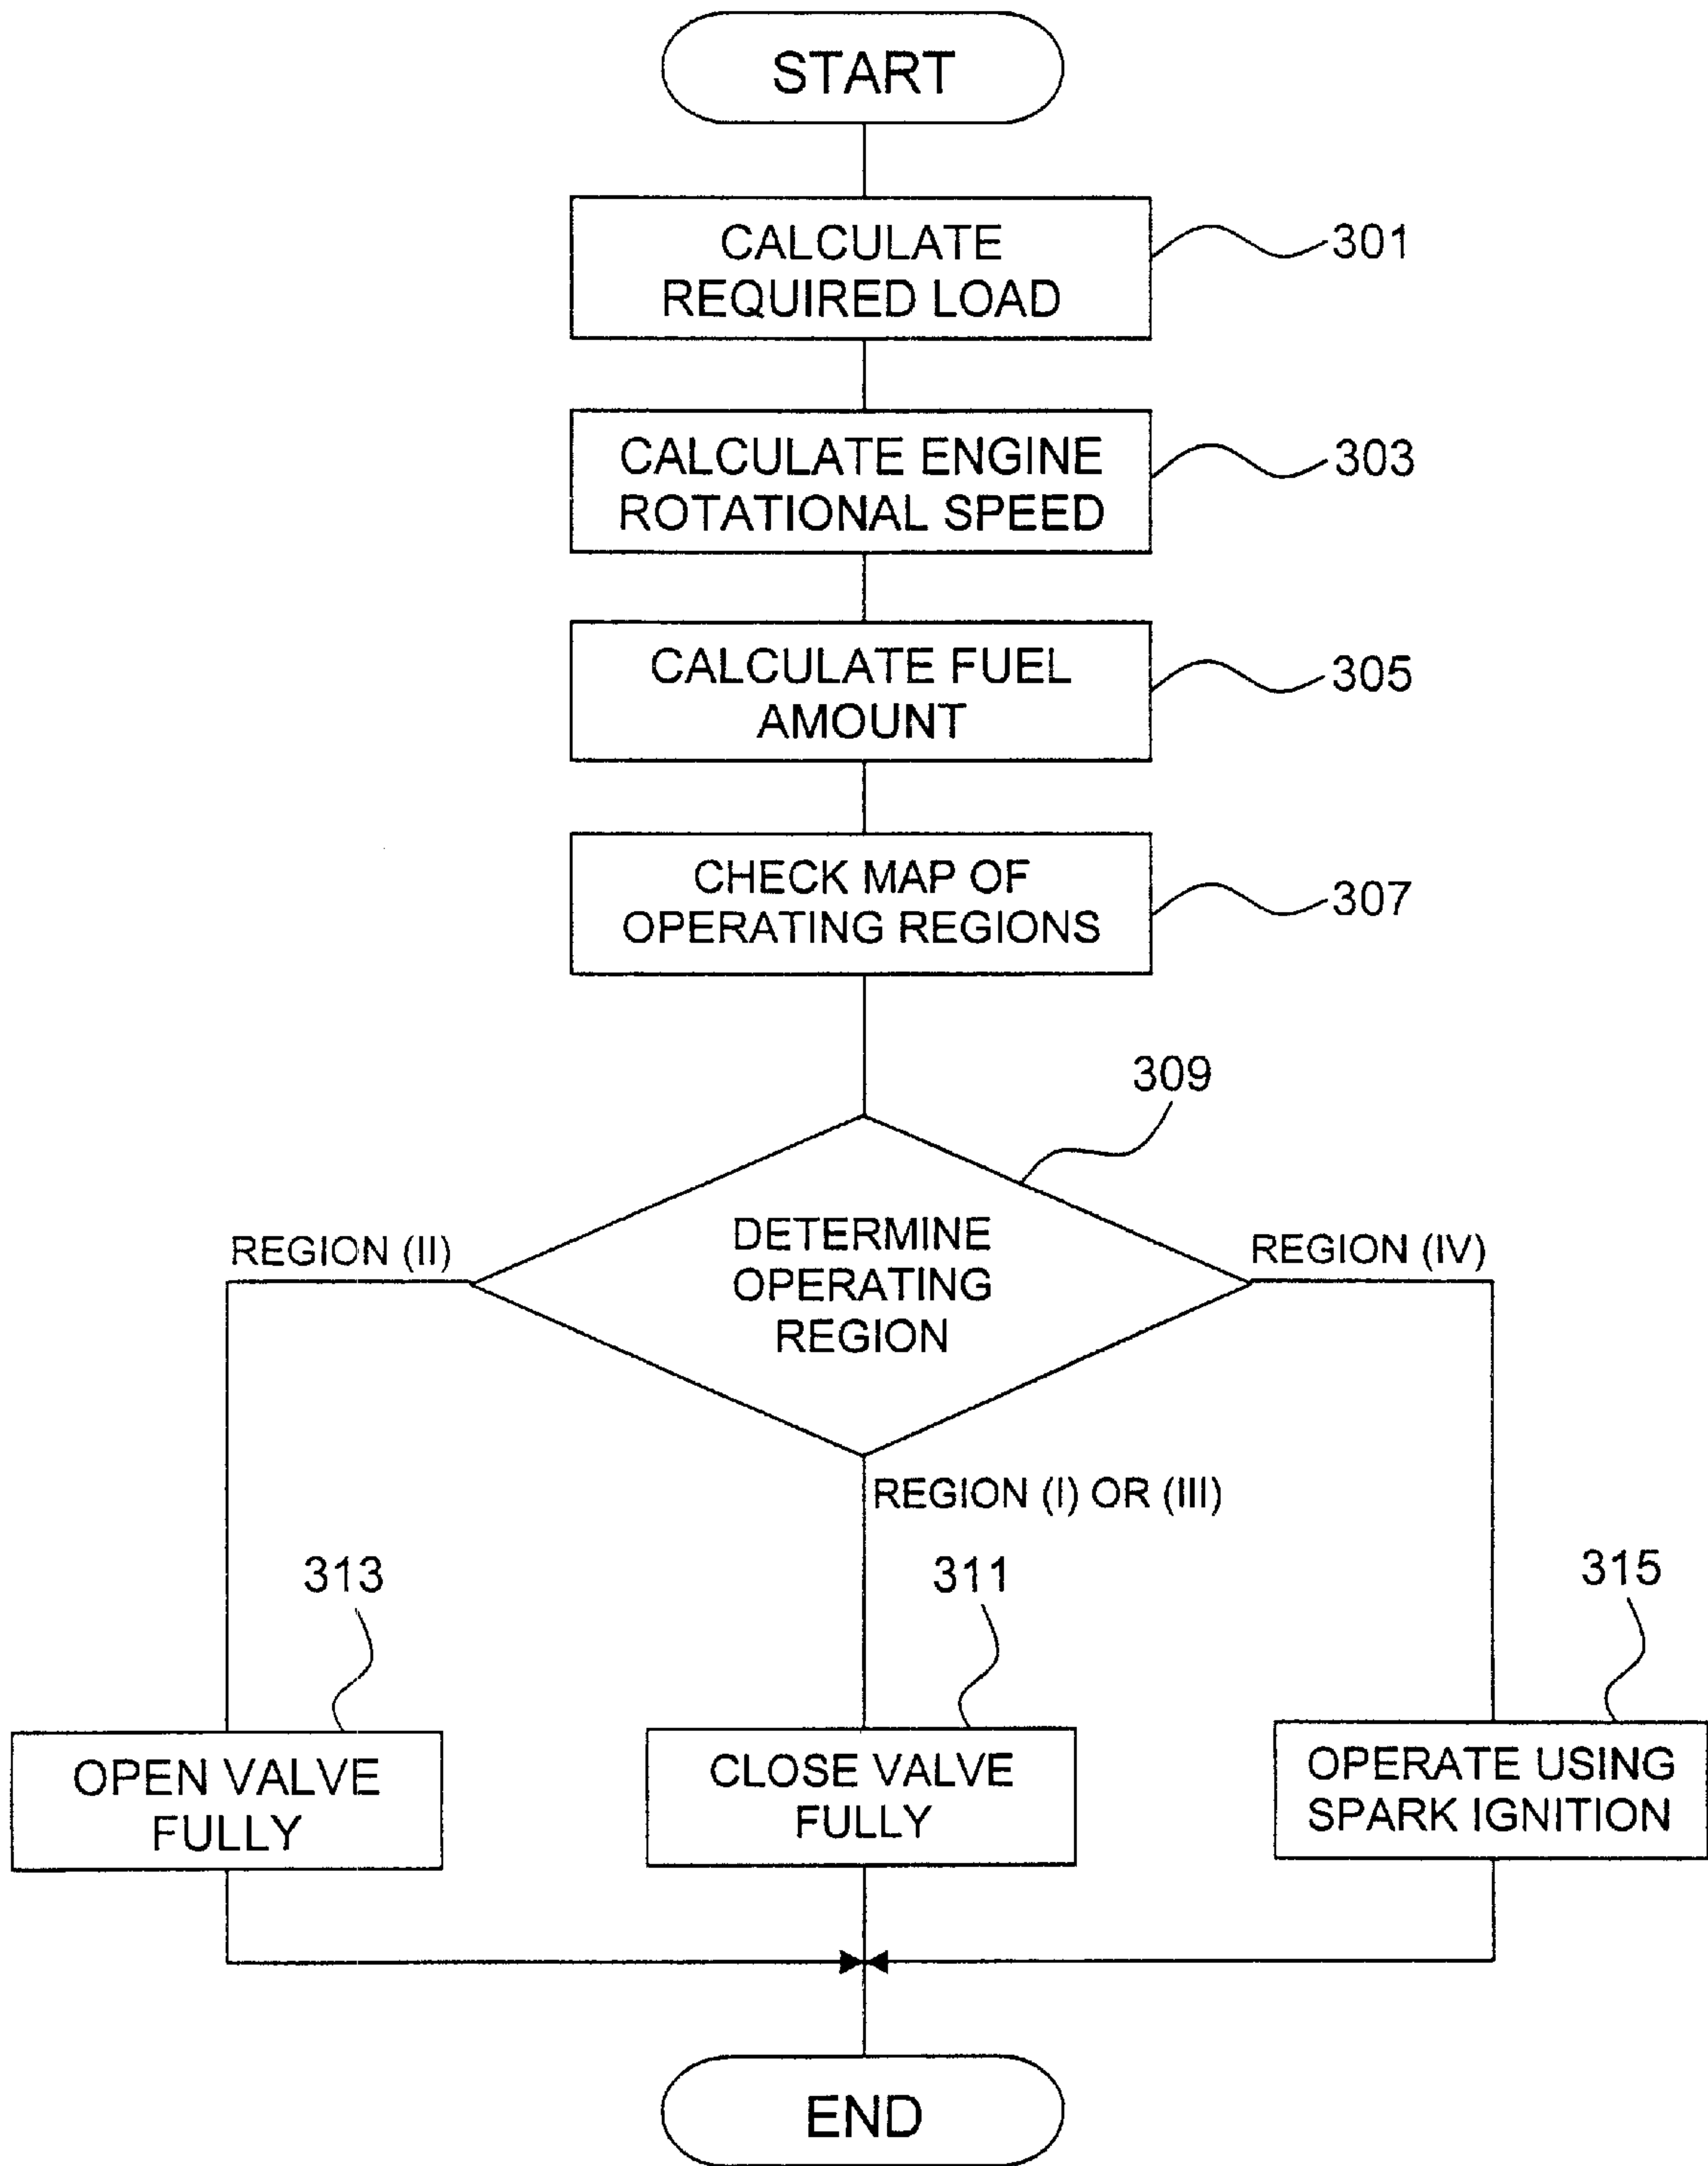 START
CALCULATE
REQUIRED LOAD
301
CALCULATE ENGINE
ROTATIONAL SPEED
303
CALCULATE FUEL
AMOUNT
305
CHECK MAP OF
OPERATING REGIONS
307
309
DETERMINE
OPERATING
REGION
REGION (II)
REGION (IV)
REGION (I) OR (III)
313
311
315
OPEN VALVE
FULLY
CLOSE VALVE
FULLY
OPERATE USING
SPARK IGNITION
END